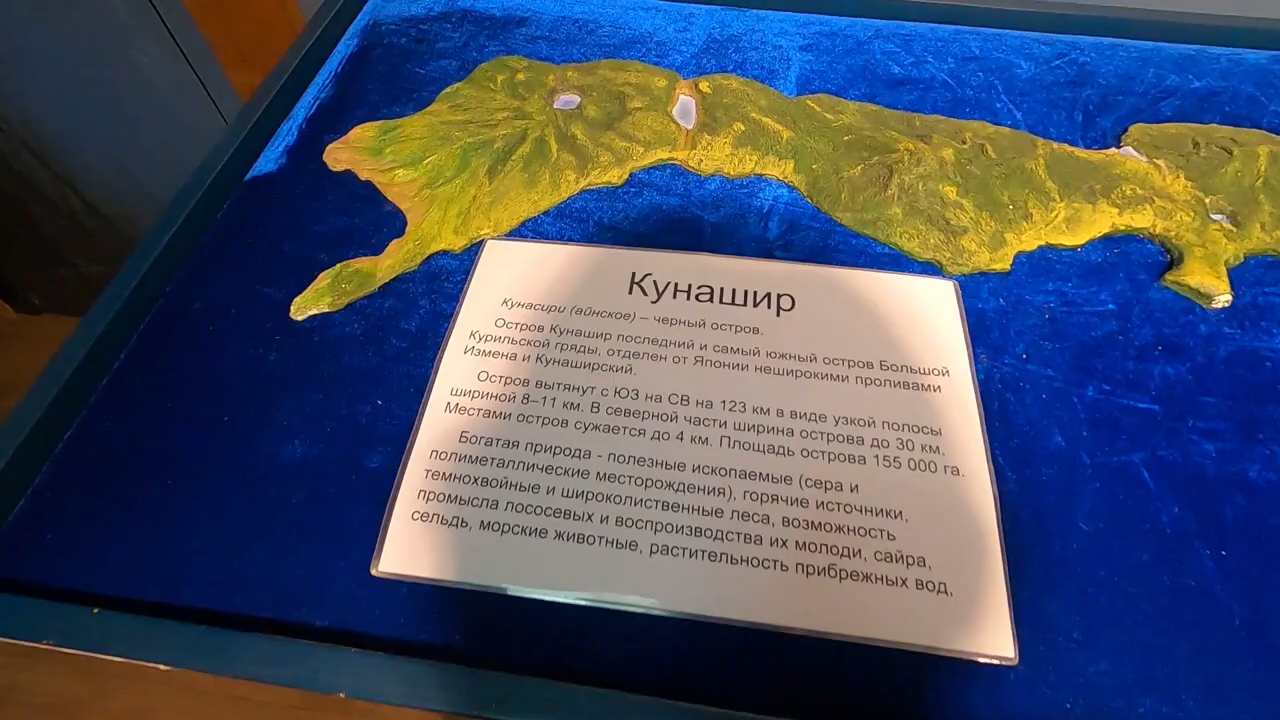 Кунашир
Кунасири (айнское) – черный остров.
Остров Кунашир последний и самый южный остров Большой
Курильской гряды, отделен от Японии неширокими проливами
Измена и Кунаширский.
Остров вытянут с ЮЗ на СВ на 123 км в виде узкой полосы
шириной 8–11 км. В северной части ширина острова до 30 км.
Местами остров сужается до 4 км. Площадь острова 155 000 га.
Богатая природа - полезные ископаемые (сера и
полиметаллические месторождения), горячие источники,
темнохвойные и широколиственные леса, возможность
промысла лососевых и воспроизводства их молоди, сайра,
сельдь, морские животные, растительность прибрежных вод,